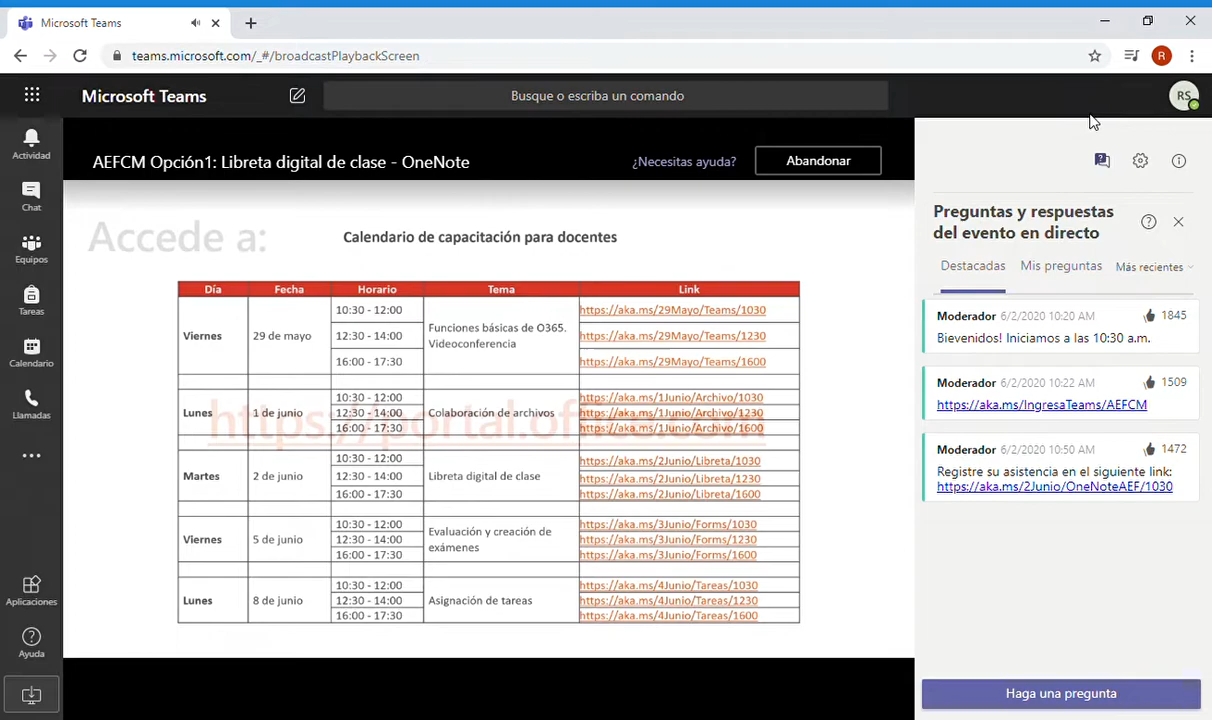 Microsoft Teams
teams.microsoft.com/_#/broadcastPlaybackScreen
R
Microsoft Teams
Busque o escriba un comando
RS
Actividad
Chat
Equipos
Tareas
Calendario
Llamadas
Aplicaciones
Ayuda
AEFCM Opción1: Libreta digital de clase - OneNote
¿Necesitas ayuda?
Abandonar
Accede a:
Calendario de capacitación para docentes
https://portal.office.com
Día Fecha Horario Tema Link
Viernes 29 de mayo 10:30 - 12:00 Funciones básicas de O365. https://aka.ms/29Mayo/Teams/1030
12:30 - 14:00 Videoconferencia https://aka.ms/29Mayo/Teams/1230
16:00 - 17:30 https://aka.ms/29Mayo/Teams/1600
Lunes 1 de junio 10:30 - 12:00 Colaboración de archivos https://aka.ms/1Junio/Archivo/1030
12:30 - 14:00 https://aka.ms/1Junio/Archivo/1230
16:00 - 17:30 https://aka.ms/1Junio/Archivo/1600
Martes 2 de junio 10:30 - 12:00 Libreta digital de clase https://aka.ms/2Junio/Libreta/1030
12:30 - 14:00 https://aka.ms/2Junio/Libreta/1230
16:00 - 17:30 https://aka.ms/2Junio/Libreta/1600
Viernes 5 de junio 10:30 - 12:00 Evaluación y creación de https://aka.ms/3Junio/Forms/1030
12:30 - 14:00 exámenes https://aka.ms/3Junio/Forms/1230
16:00 - 17:30 https://aka.ms/3Junio/Forms/1600
Lunes 8 de junio 10:30 - 12:00 Asignación de tareas https://aka.ms/4Junio/Tareas/1030
12:30 - 14:00 https://aka.ms/4Junio/Tareas/1230
16:00 - 17:30 https://aka.ms/4Junio/Tareas/1600
Preguntas y respuestas
del evento en directo
Destacadas Mis preguntas Más recientes
Moderador 6/2/2020 10:20 AM 1845
Bievenidos! Iniciamos a las 10:30 a.m.
Moderador 6/2/2020 10:22 AM 1509
https://aka.ms/IngresaTeams/AEFCM
Moderador 6/2/2020 10:50 AM 1472
Registre su asistencia en el siguiente link:
https://aka.ms/2Junio/OneNoteAEF/1030
Haga una pregunta